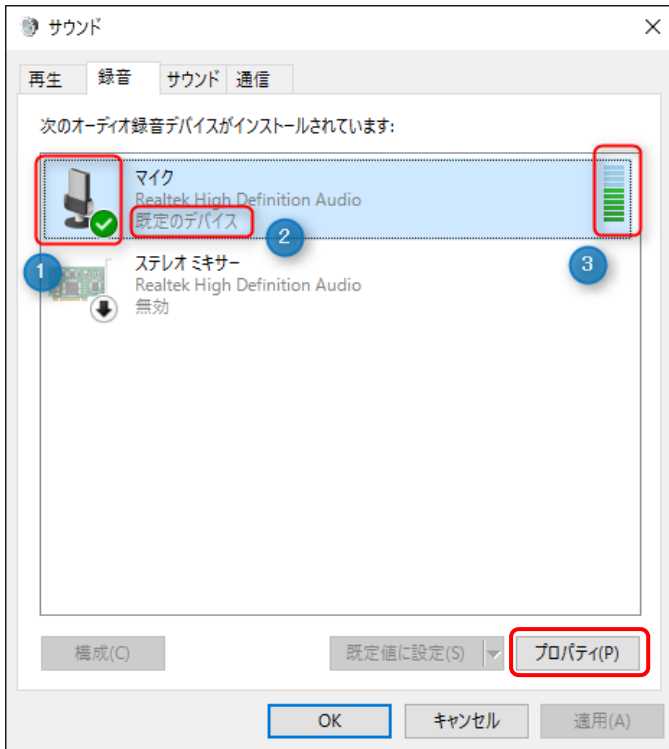 サウンド
再生 録音 サウンド 通信
次のオーディオ録音デバイスがインストールされています:
マイク
Realtek High Definition Audio
既定のデバイス
2
3
1
ステレオ ミキサー
Realtek High Definition Audio
無効
構成(C) 既定値に設定(S) プロパティ(P)
OK キャンセル 適用(A)